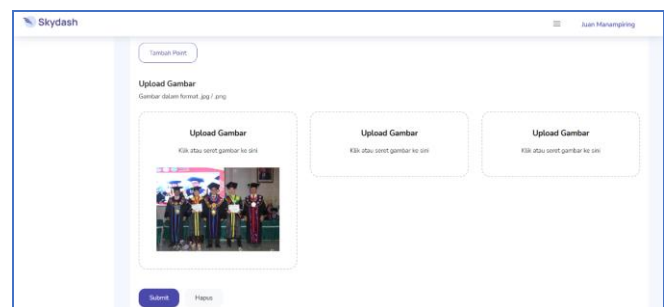 Skydash
Juan Manampiring
Tambah Point
Upload Gambar
Gambar dalam format .jpg / .png
Upload Gambar
Klik atau seret gambar ke sini
Upload Gambar
Klik atau seret gambar ke sini
Upload Gambar
Klik atau seret gambar ke sini
Submit
Hapus